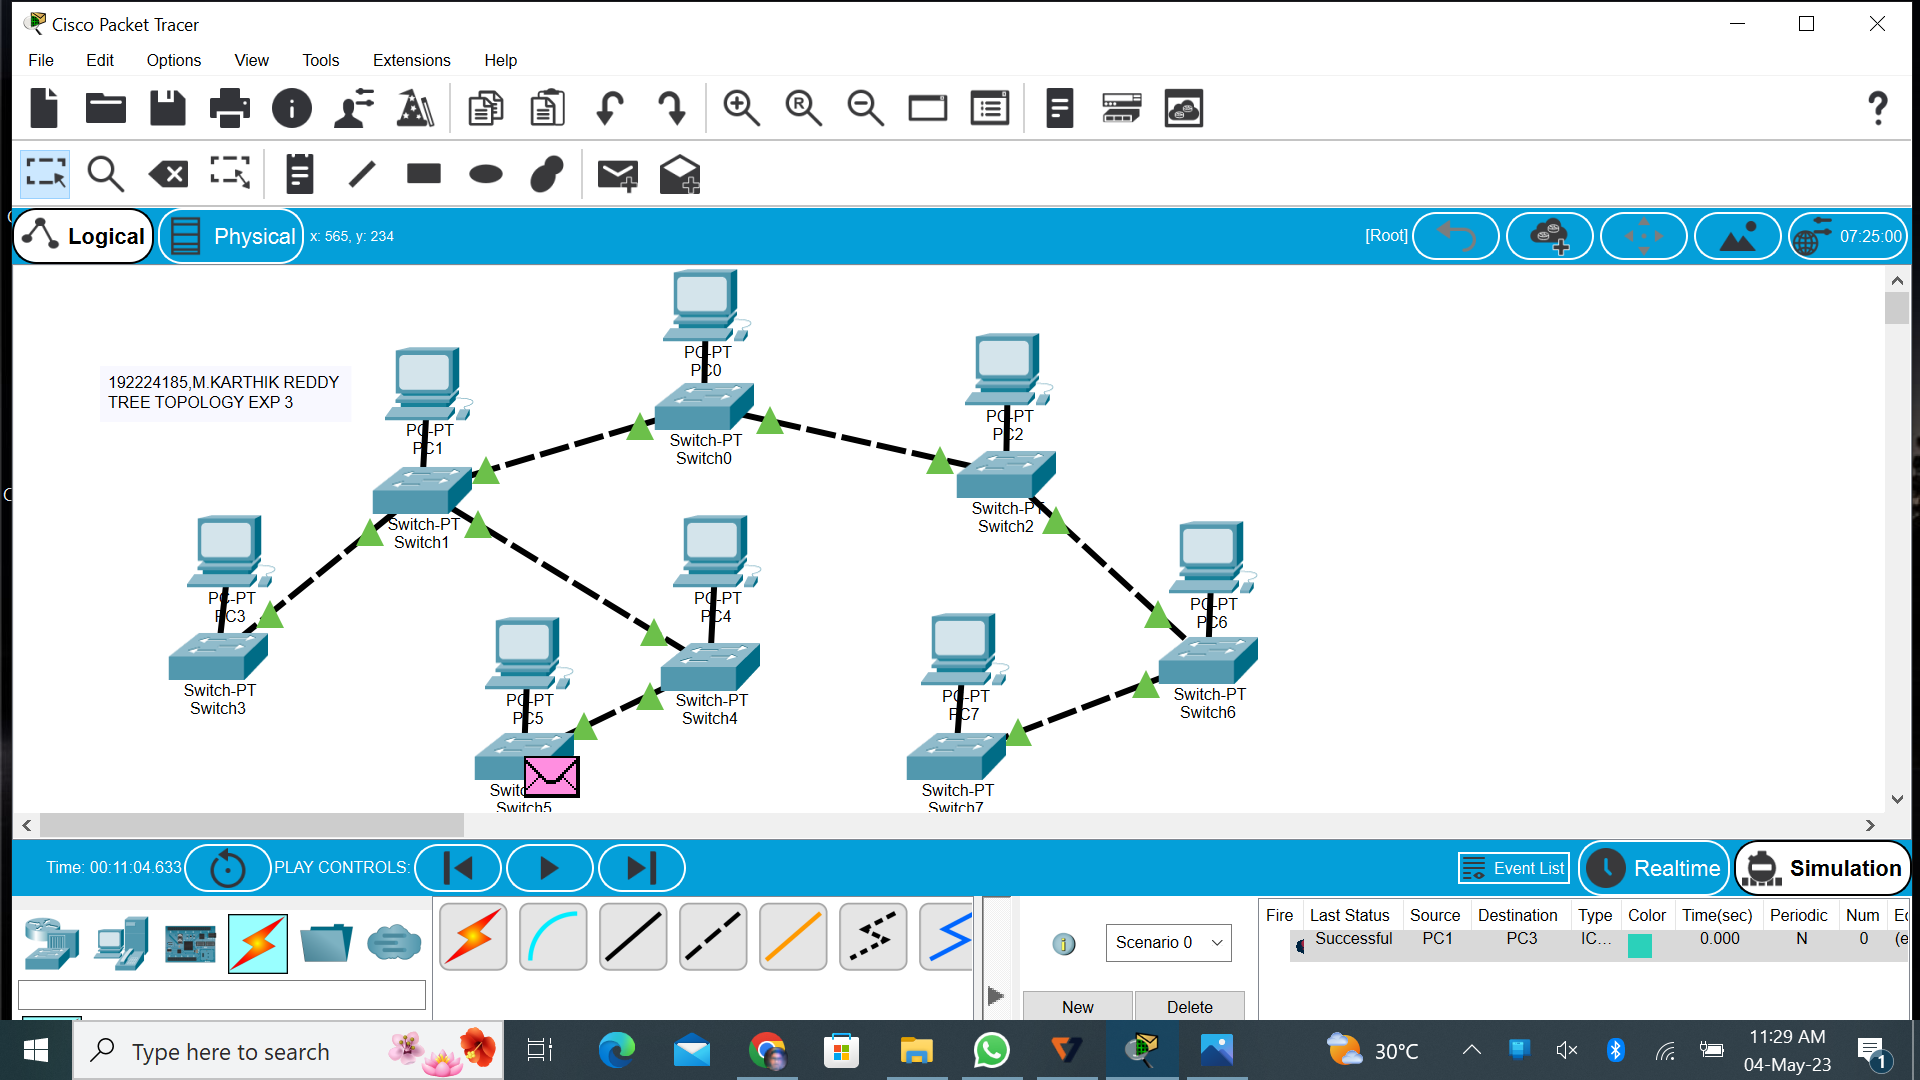 Cisco Packet Tracer
File Edit Options View Tools Extensions Help
Logical
Physical
x: 565, y: 234
[Root]
07:25:00
192224185,M.KARTHIK REDDY
TREE TOPOLOGY EXP 3
PC-PT
PC0
Switch-PT
Switch0
PC-PT
PC1
Switch-PT
Switch1
PC-PT
PC2
Switch-PT
Switch2
PC-PT
PC3
Switch-PT
Switch3
PC-PT
PC4
Switch-PT
Switch4
PC-PT
PC5
Switch5
PC-PT
PC6
Switch-PT
Switch6
PC-PT
PC7
Switch-PT
Switch7
Time: 00:11:04.633
PLAY CONTROLS:
Event List
Realtime
Simulation
Scenario 0
New
Delete
Fire Last Status Source Destination Type Color Time(sec) Periodic Num
Successful PC1 PC3 IC... 0.000 N 0 (e
Type here to search
30°C
11:29 AM
04-May-23
1